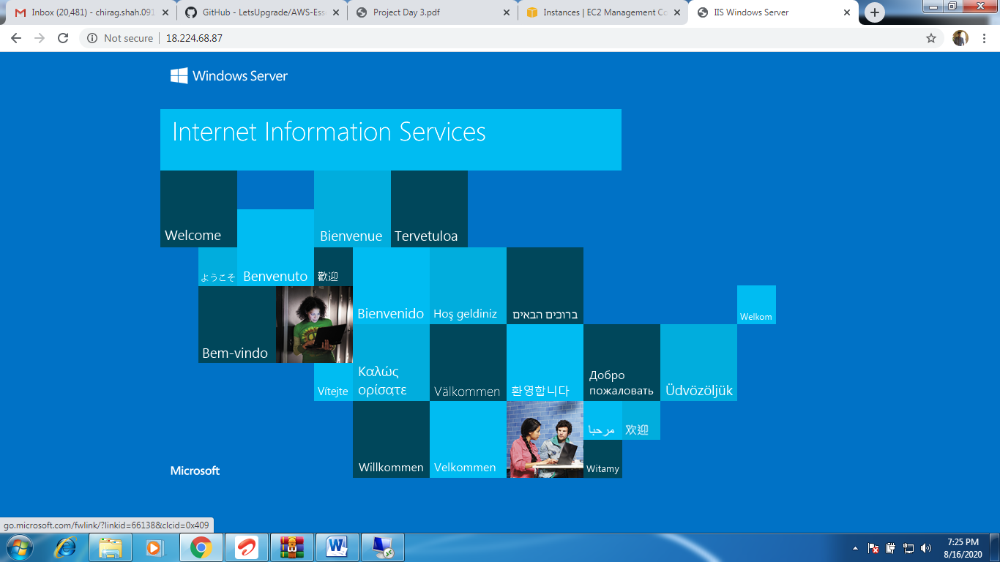 Inbox (20,481) - chirag.shah.091
GitHub - LetsUpgrade/AWS-Ess
Project Day 3.pdf
Instances | EC2 Management Co
IIS Windows Server
Not secure
18.224.68.87
Windows Server
Internet Information Services
Welcome
Bienvenue
Tervetuloa
ようこそ
Benvenuto
歡迎
Bienvenido
Hoş geldiniz
ברוכים הבאים
Welkom
Bem-vindo
Vítejte
Καλώς
ορίσατε
Välkommen
환영합니다
Добро
пожаловать
Üdvözöljük
Willkommen
Velkommen
مرحبا
欢迎
Witamy
Microsoft
go.microsoft.com/fwlink/?linkid=66138&clcid=0x409
7:25 PM
8/16/2020